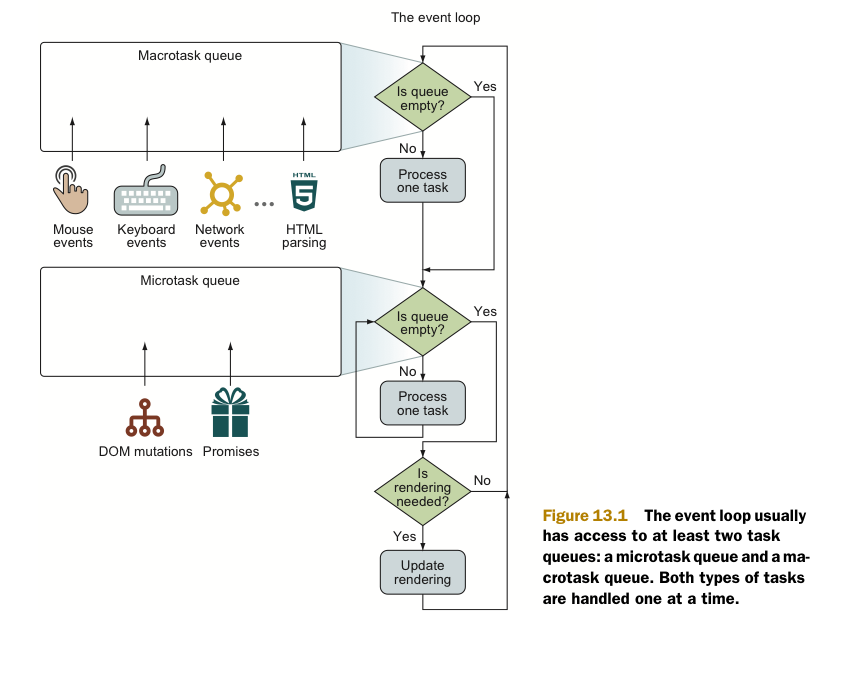 The event loop
Macrotask queue
Is queue
empty?
Yes
No
Process
one task
HTML
5
Mouse
events
Keyboard
events
Network
events
...
HTML
parsing
Microtask queue
Is queue
empty?
Yes
No
Process
one task
DOM mutations
Promises
Is
rendering
needed?
No
Yes
Update
rendering
Figure 13.1 The event loop usually
has access to at least two task
queues: a microtask queue and a ma-
crotask queue. Both types of tasks
are handled one at a time.